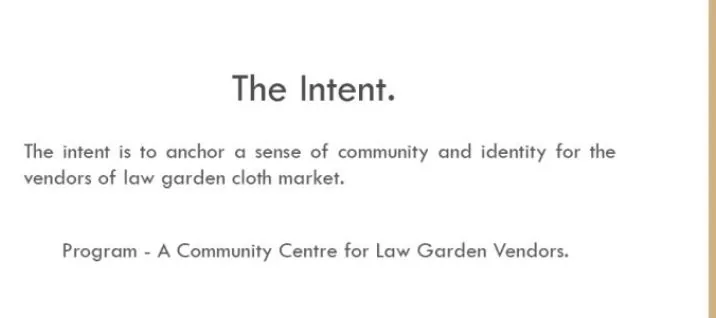 The Intent.
The intent is to anchor a sense of community and identity for the
vendors of law garden cloth market.
Program - A Community Centre for Law Garden Vendors.